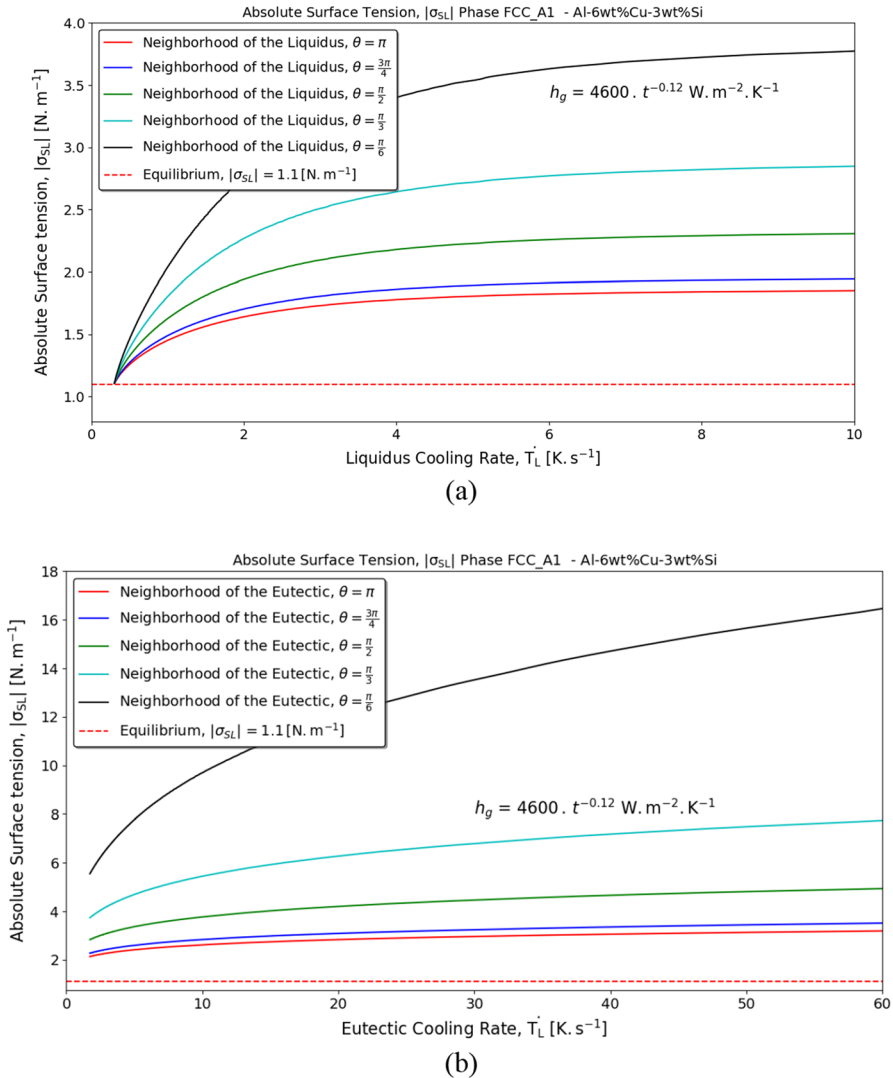 Absolute Surface Tension, |σSL| Phase FCC_A1 - Al-6wt%Cu-3wt%Si
4.0
3.5
3.0
2.5
2.0
1.5
1.0
Absolute Surface tension, |σSL| [N. m⁻¹]
Neighborhood of the Liquidus, θ = π
Neighborhood of the Liquidus, θ = 3π/4
Neighborhood of the Liquidus, θ = π/2
Neighborhood of the Liquidus, θ = π/3
Neighborhood of the Liquidus, θ = π/6
Equilibrium, |σSL| = 1.1 [N. m⁻¹]
hg = 4600 . t⁻⁰·¹² W. m⁻². K⁻¹
0 2 4 6 8 10
Liquidus Cooling Rate, ṪL [K. s⁻¹]
(a)
Absolute Surface Tension, |σSL| Phase FCC_A1 - Al-6wt%Cu-3wt%Si
18
16
14
12
10
8
6
4
2
Absolute Surface tension, |σSL| [N. m⁻¹]
Neighborhood of the Eutectic, θ = π
Neighborhood of the Eutectic, θ = 3π/4
Neighborhood of the Eutectic, θ = π/2
Neighborhood of the Eutectic, θ = π/3
Neighborhood of the Eutectic, θ = π/6
Equilibrium, |σSL| = 1.1 [N. m⁻¹]
hg = 4600 . t⁻⁰·¹² W. m⁻². K⁻¹
0 10 20 30 40 50 60
Eutectic Cooling Rate, ṪL [K. s⁻¹]
(b)